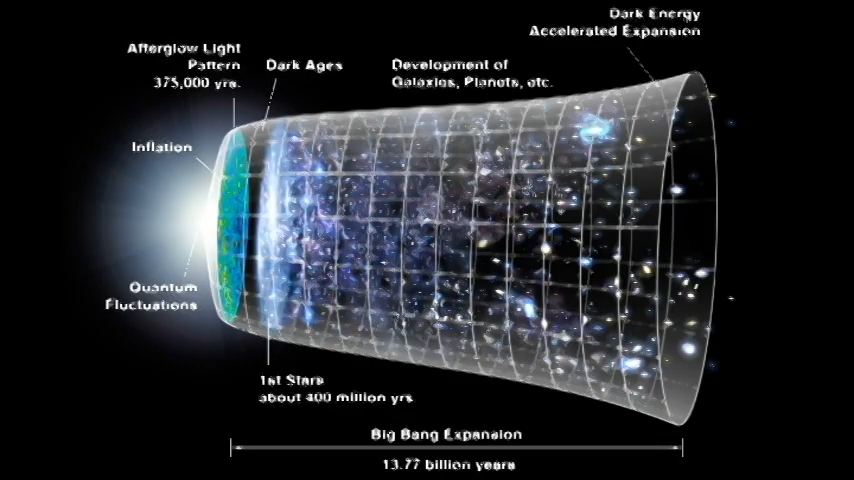 Dark Energy
Accelerated Expansion
Afterglow Light
Pattern
375,000 yrs.
Dark Ages
Development of
Galaxies, Planets, etc.
Inflation
Quantum
Fluctuations
1st Stars
about 400 million yrs.
Big Bang Expansion
13.77 billion years